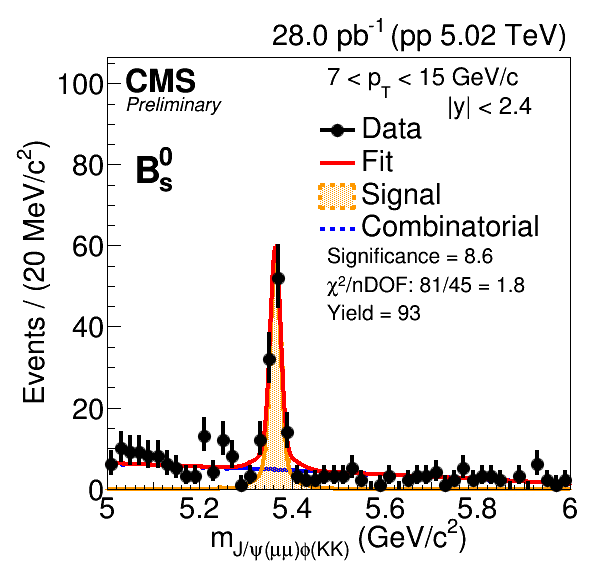 28.0 pb⁻¹ (pp 5.02 TeV)
CMS
Preliminary
7 < p_T < 15 GeV/c
|y| < 2.4
B⁰_s
Data
Fit
Signal
Combinatorial
Significance = 8.6
χ²/nDOF: 81/45 = 1.8
Yield = 93
Events / (20 MeV/c²)
100
80
60
40
20
0
5 5.2 5.4 5.6 5.8 6
m_J/ψ(μμ)ϕ(KK) (GeV/c²)